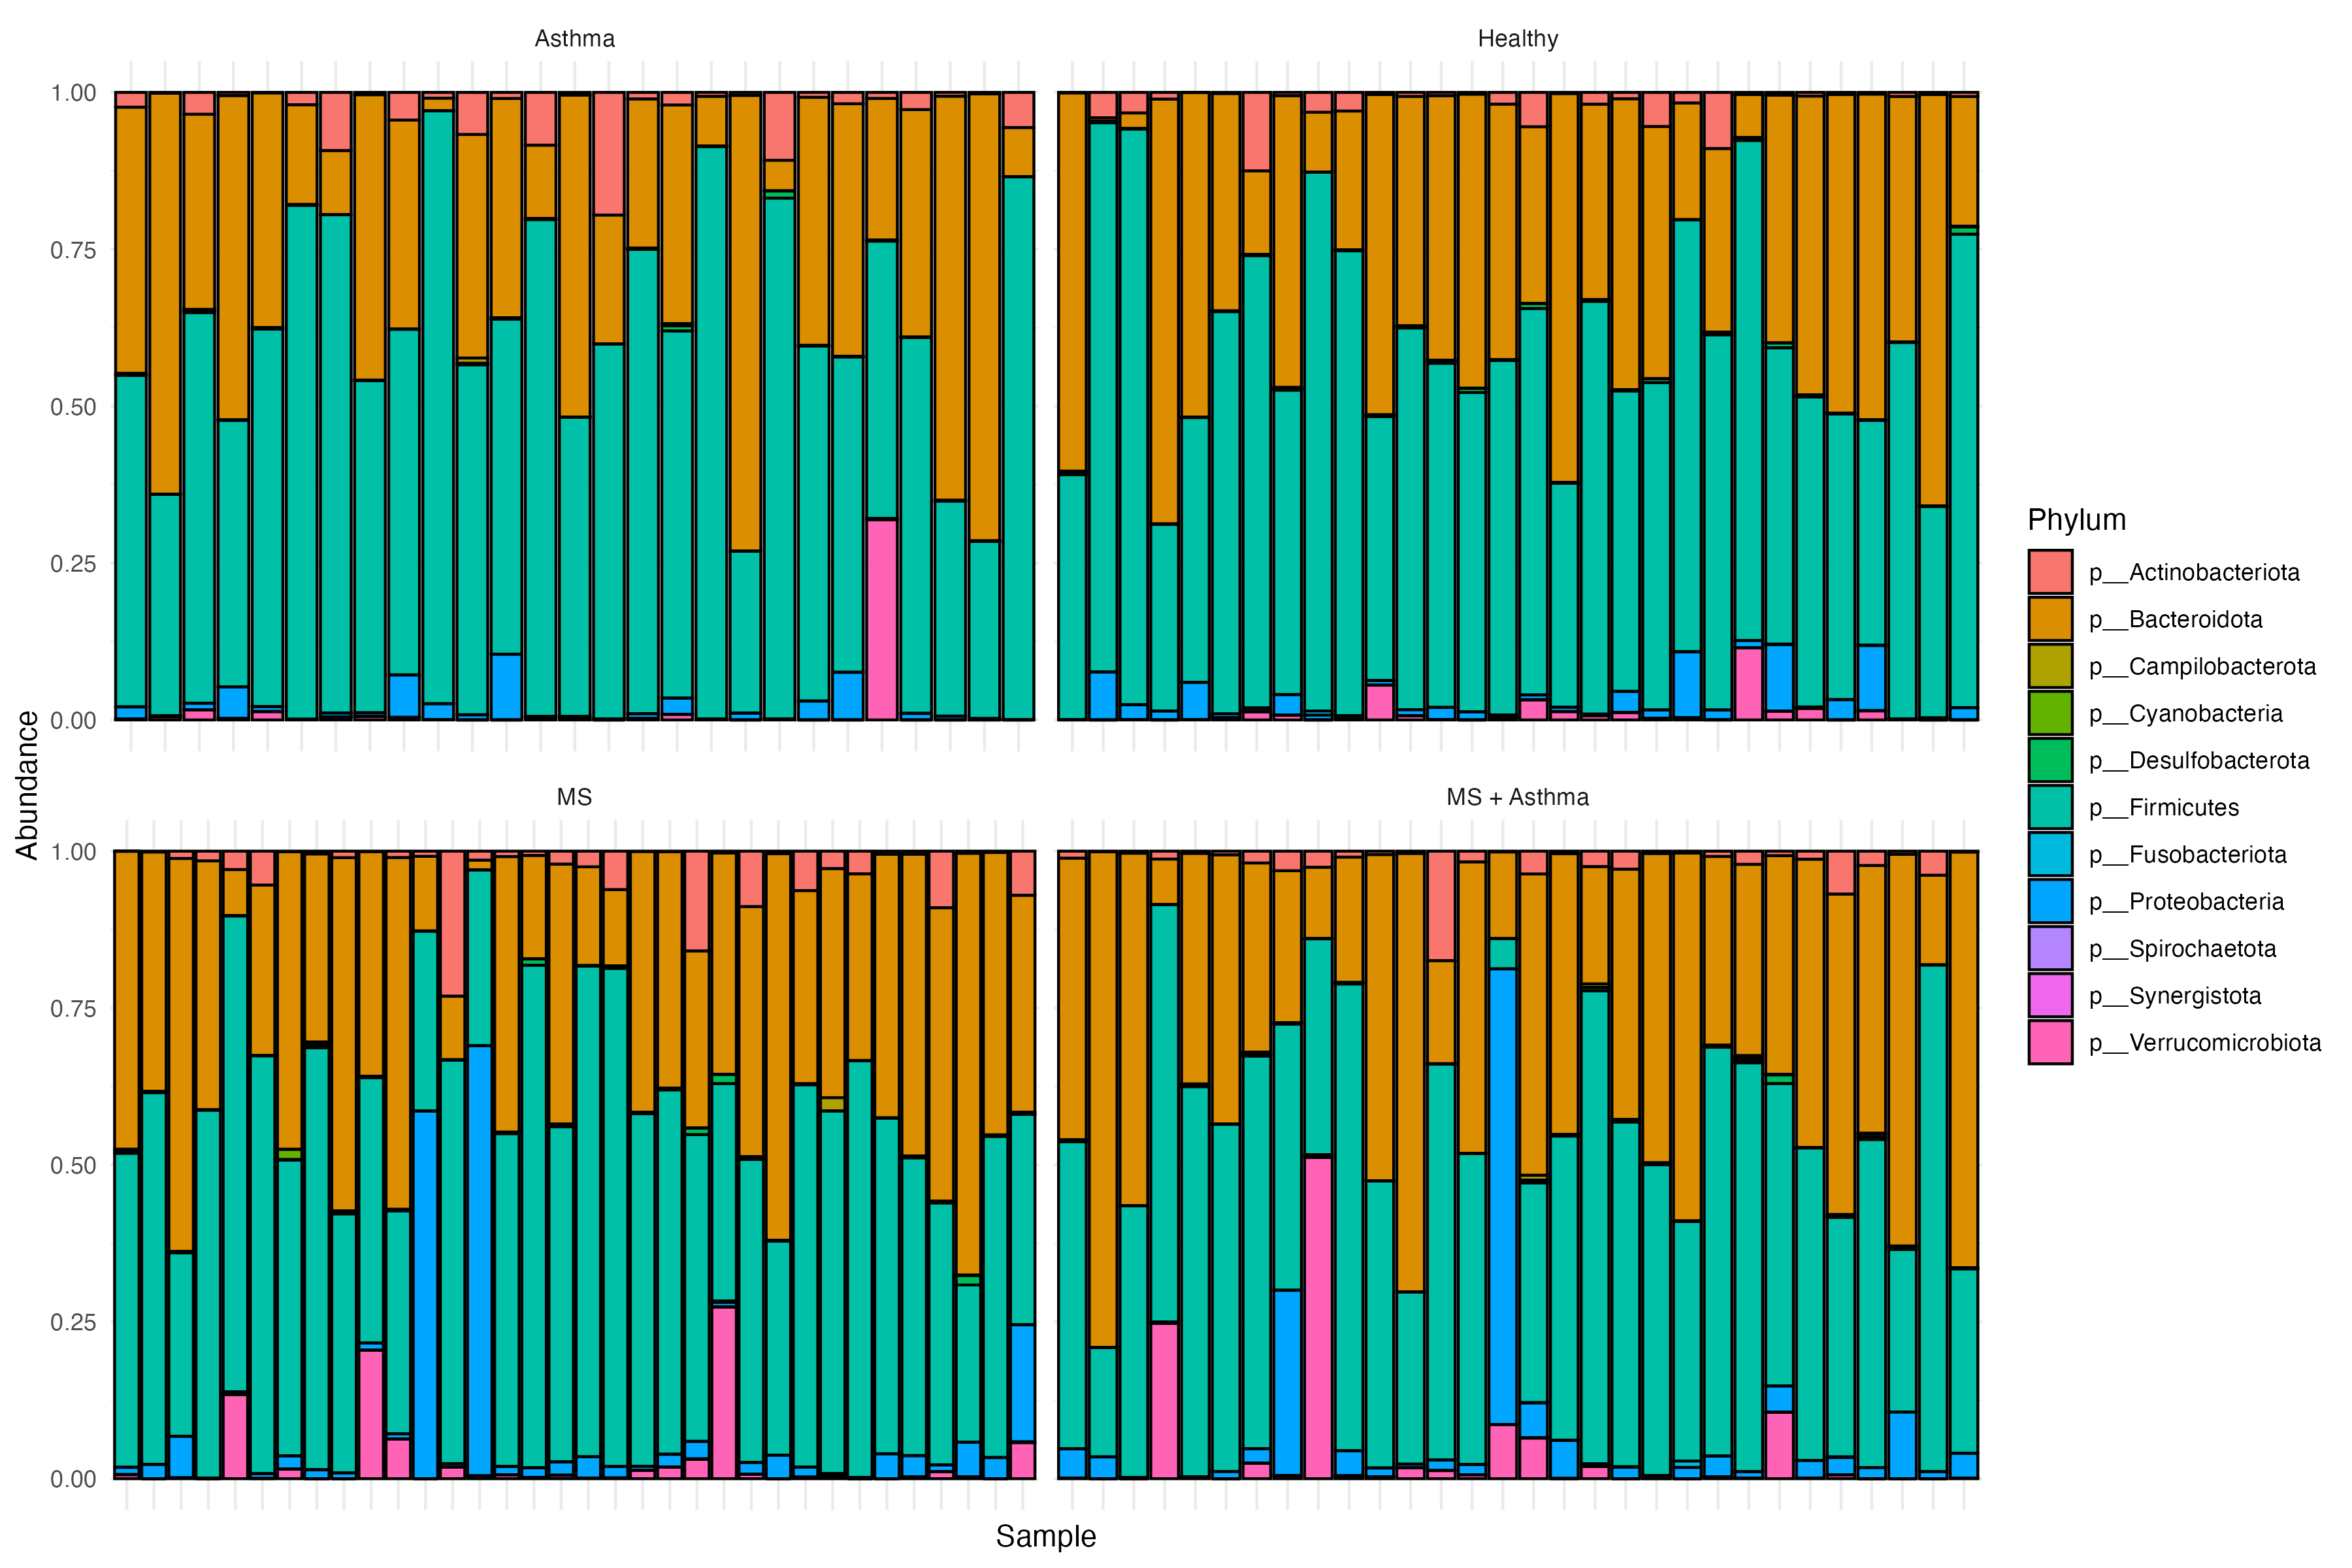 Asthma
Healthy
1.00
0.75
0.50
0.25
0.00
MS
MS + Asthma
1.00
0.75
0.50
0.25
0.00
Abundance
Sample
Phylum
p__Actinobacteriota
p__Bacteroidota
p__Campilobacterota
p__Cyanobacteria
p__Desulfobacterota
p__Firmicutes
p__Fusobacteriota
p__Proteobacteria
p__Spirochaetota
p__Synergistota
p__Verrucomicrobiota